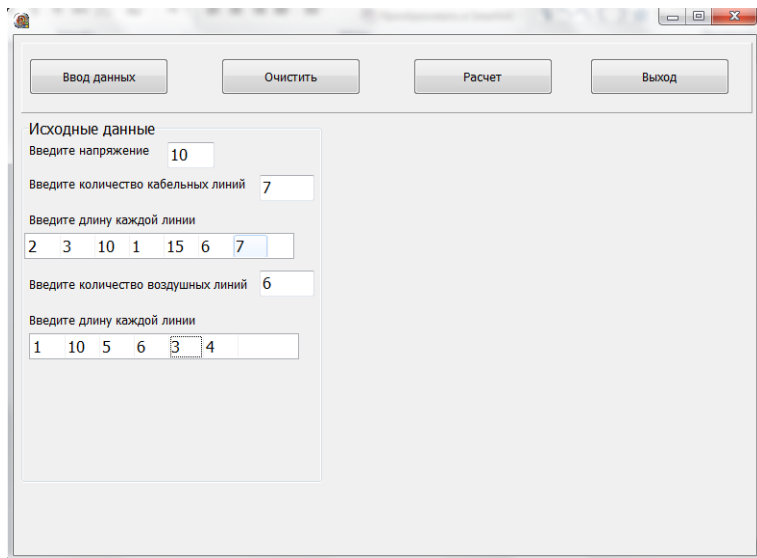 Ввод данных Очистить Расчет Выход
Исходные данные
Введите напряжение 10
Введите количество кабельных линий 7
Введите длину каждой линии
2 3 10 1 15 6 7
Введите количество воздушных линий 6
Введите длину каждой линии
1 10 5 6 3 4